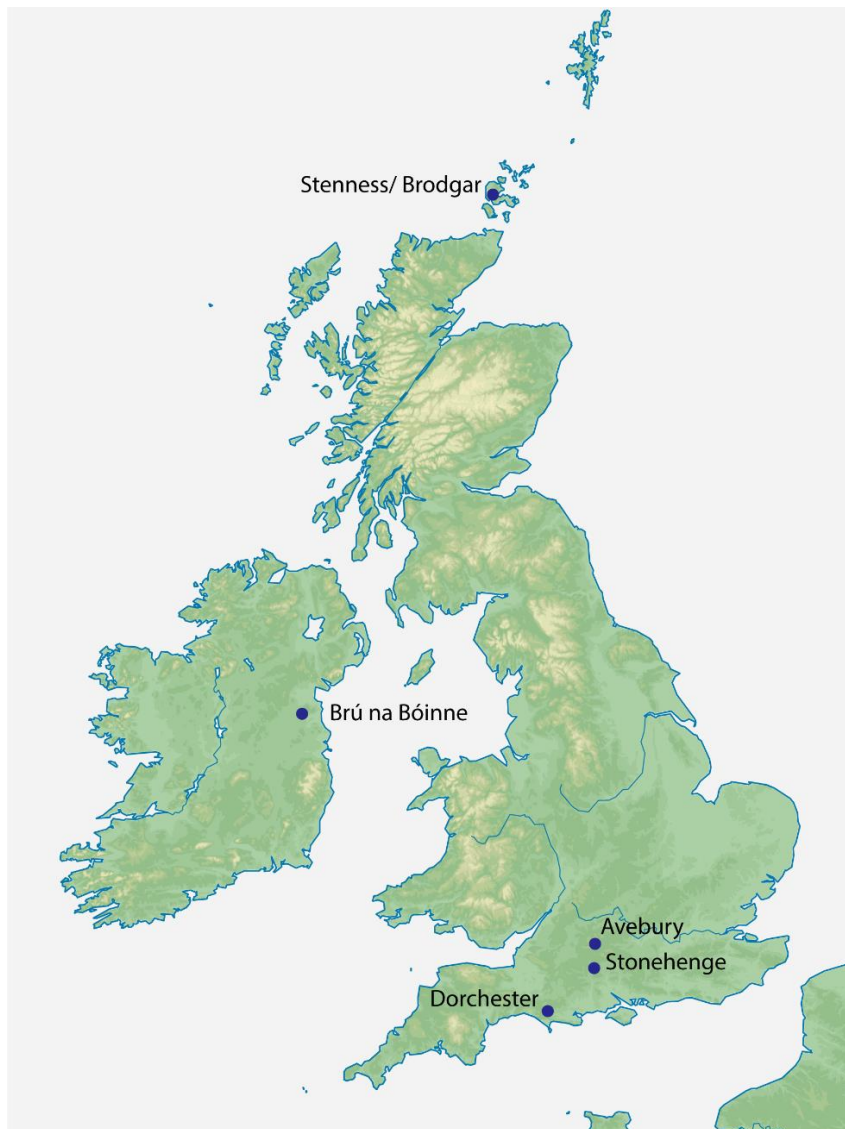 Stenness/ Brodgar
Brú na Bóinne
Avebury
Stonehenge
Dorchester